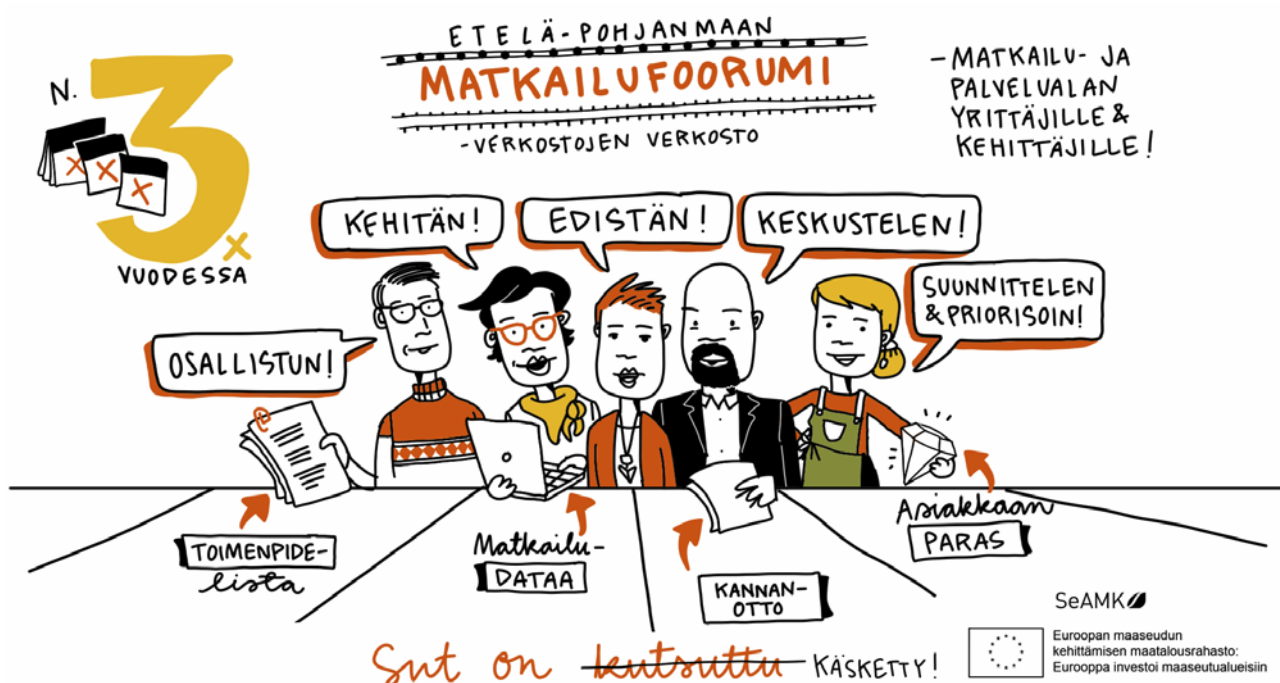 N. 3x
VUODESSA
ETELÄ-POHJANMAAN
MATKAILUFOORUMI
-VERKOSTOJEN VERKOSTO
- MATKAILU- JA
PALVELUALAN
YRITTÄJILLE &
KEHITTÄJILLE!
OSALLISTUN!
KEHITÄN!
EDISTÄN!
KESKUSTELEN!
SUUNNITTELEN
& PRIORISOIN!
TOIMENPIDE-
lista
Matkailu-
DATAA
KANNAN-
OTTO
Asiakkaan
PARAS
Sut on kutsuttu KÄSKETTY!
SeAMK
Euroopan maaseudun
kehittämisen maatalousrahasto:
Eurooppa investoi maaseutualueisiin